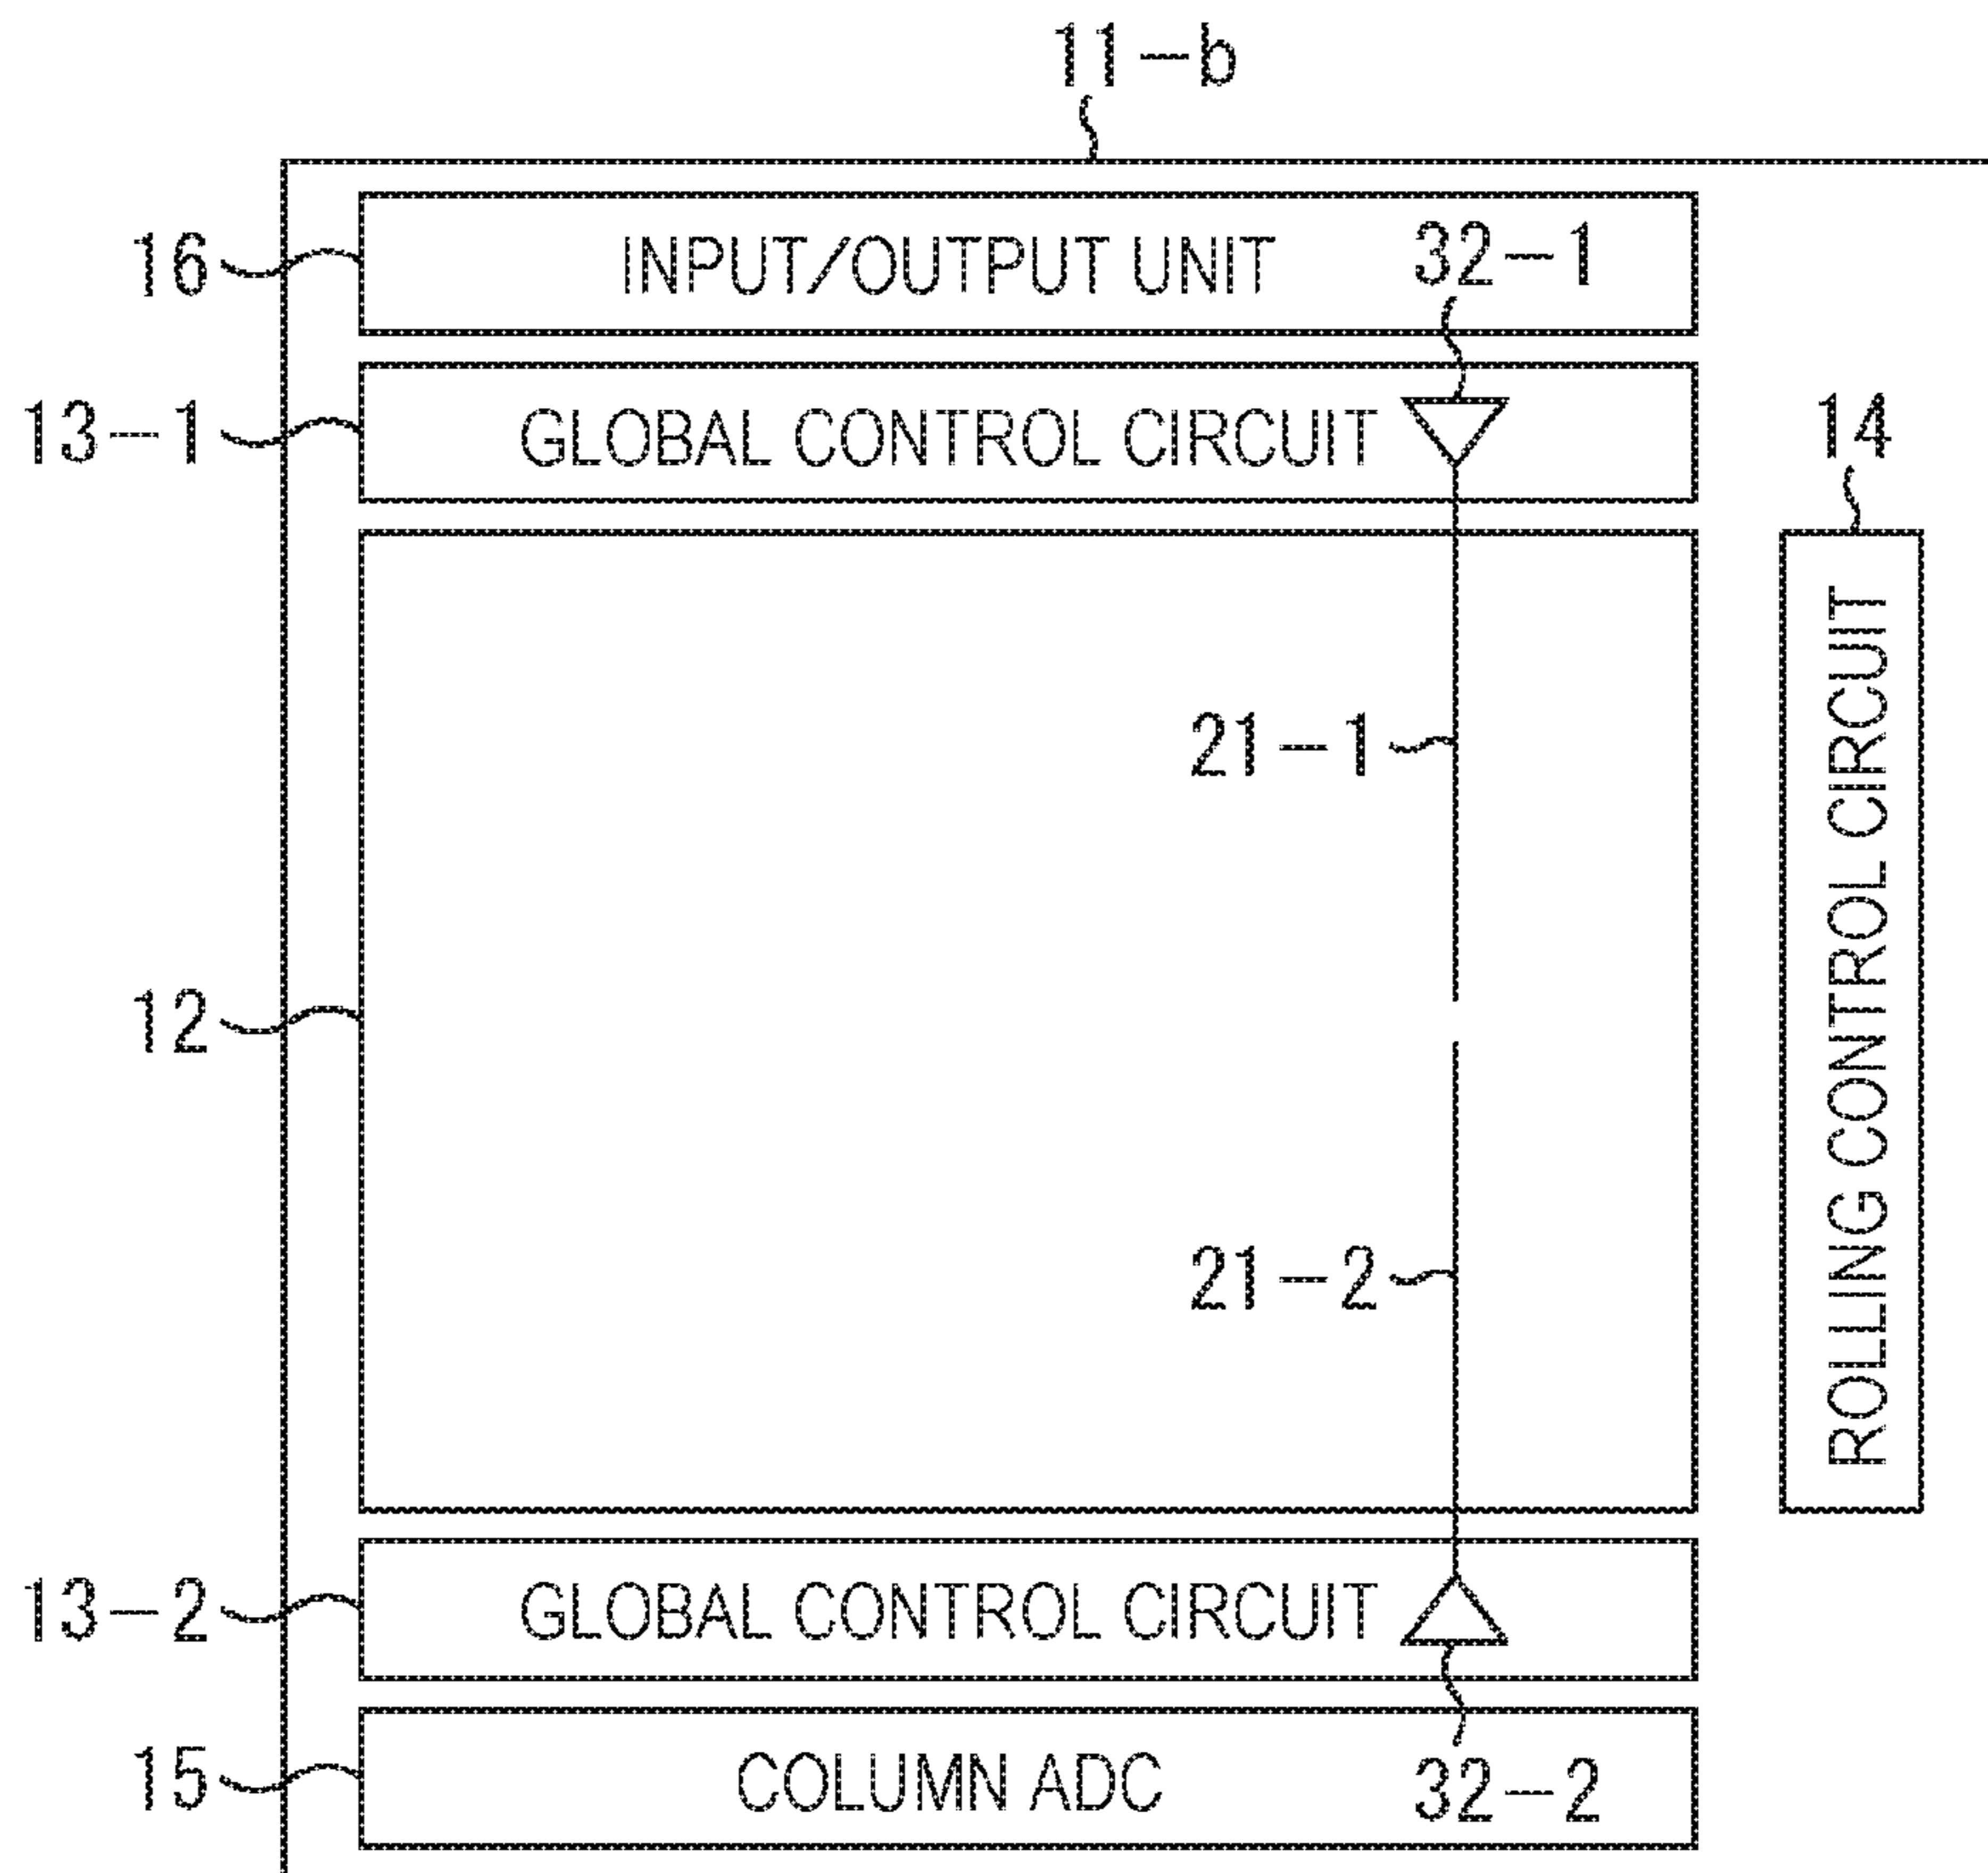 11-b
16 INPUT/OUTPUT UNIT 32-1
13-1 GLOBAL CONTROL CIRCUIT
14
ROLLING CONTROL CIRCUIT
21-1
12
21-2
13-2 GLOBAL CONTROL CIRCUIT
15 COLUMN ADC 32-2